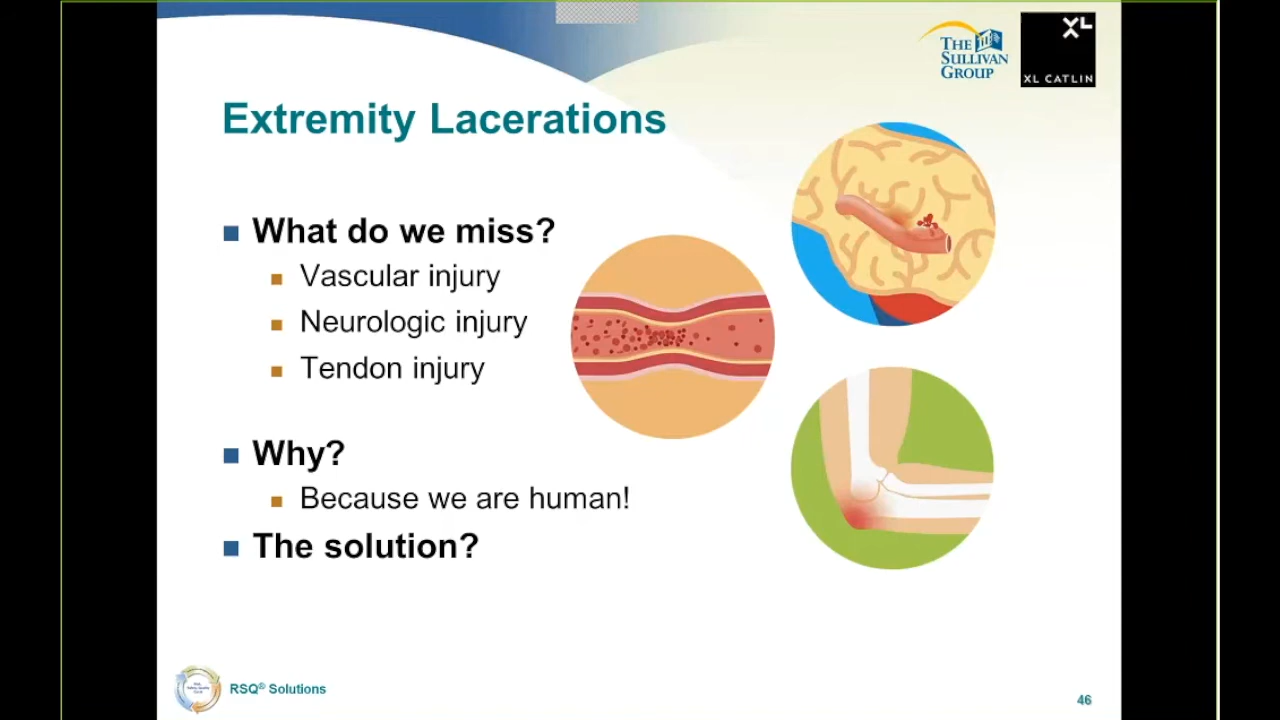 THE
SULLIVAN
GROUP
XL
XL CATLIN
Extremity Lacerations
What do we miss?
Vascular injury
Neurologic injury
Tendon injury
Why?
Because we are human!
The solution?
RSQ® Solutions
46